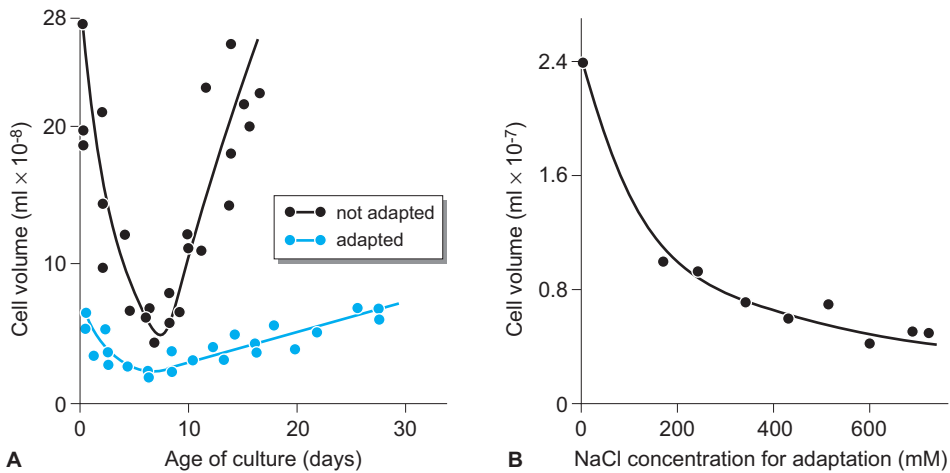 28
20
10
0
Cell volume (ml × 10-8)
not adapted
adapted
0
10
20
30
A
Age of culture (days)
2.4
1.6
0.8
0
Cell volume (ml × 10-7)
0
200
400
600
B
NaCl concentration for adaptation (mM)